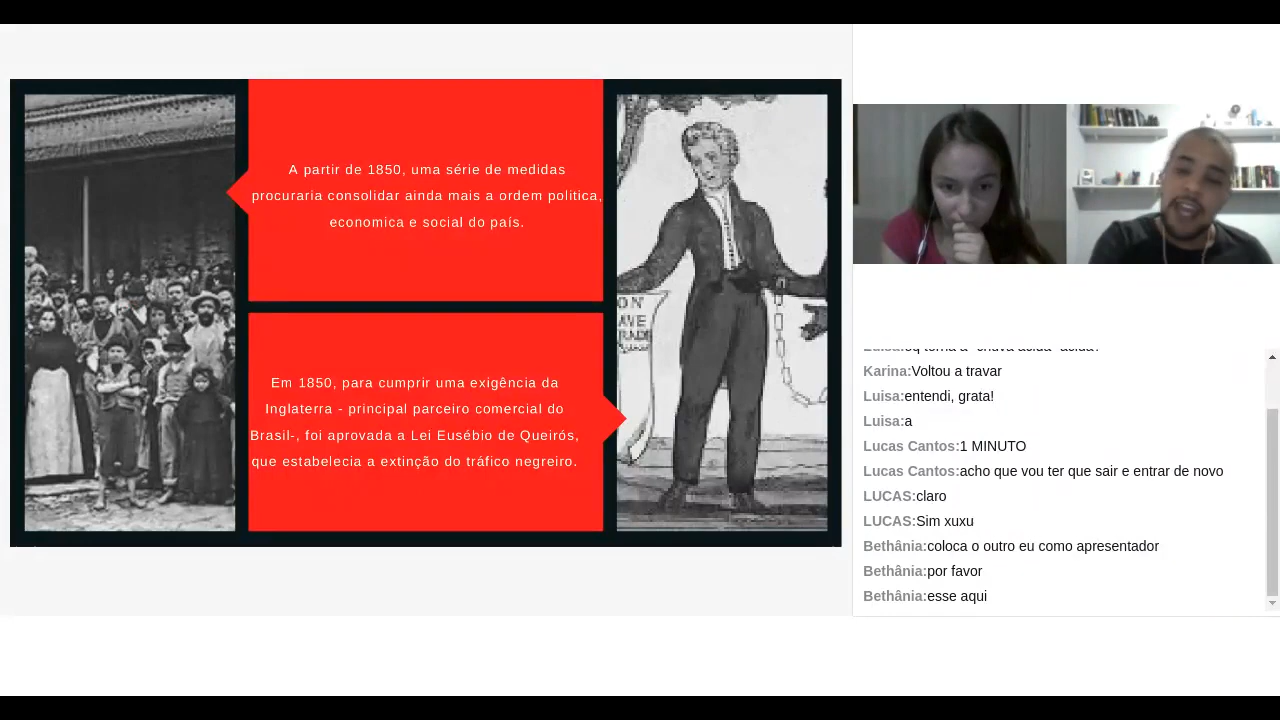 A partir de 1850, uma série de medidas
procuraria consolidar ainda mais a ordem politica,
economica e social do país.
Em 1850, para cumprir uma exigência da
Inglaterra - principal parceiro comercial do
Brasil-, foi aprovada a Lei Eusébio de Queirós,
que estabelecia a extinção do tráfico negreiro.
ON
Karina:Voltou a travar
Luisa:entendi, grata!
Luisa:a
Lucas Cantos:1 MINUTO
Lucas Cantos:acho que vou ter que sair e entrar de novo
LUCAS:claro
LUCAS:Sim xuxu
Bethânia:coloca o outro eu como apresentador
Bethânia:por favor
Bethânia:esse aqui